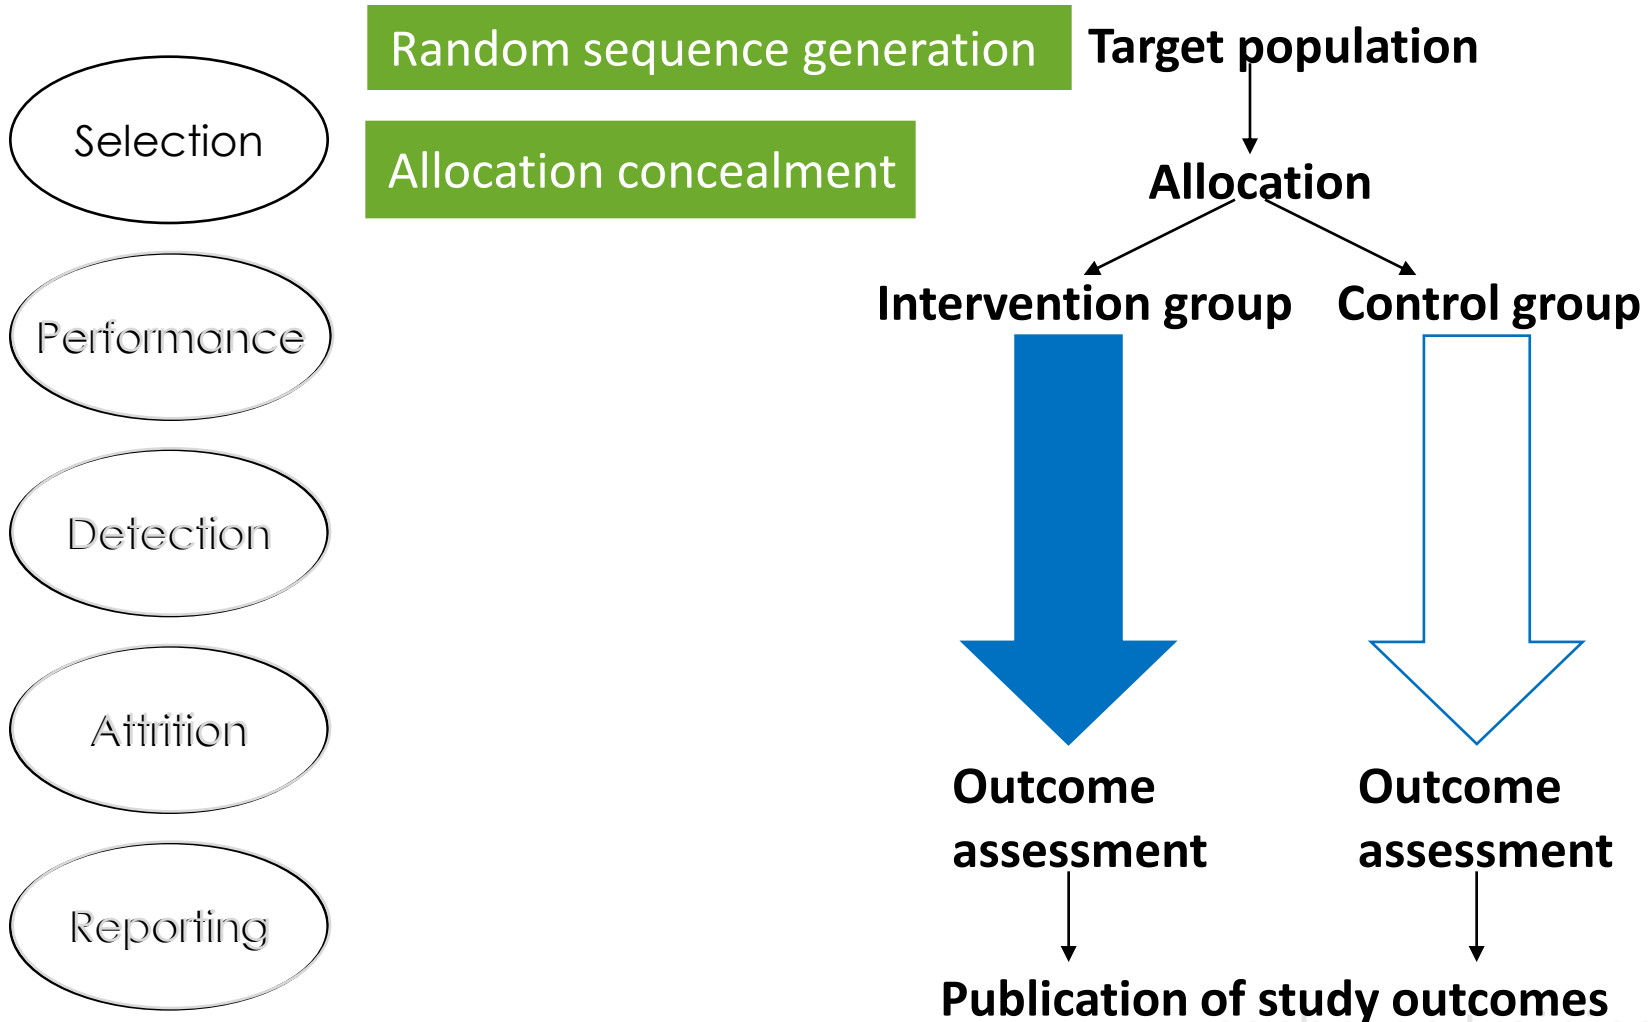 Random sequence generation
Target population
Selection
Allocation concealment
Allocation
Intervention group
Control group
Performance
Detection
Attrition
Outcome
assessment
Outcome
assessment
Reporting
Publication of study outcomes